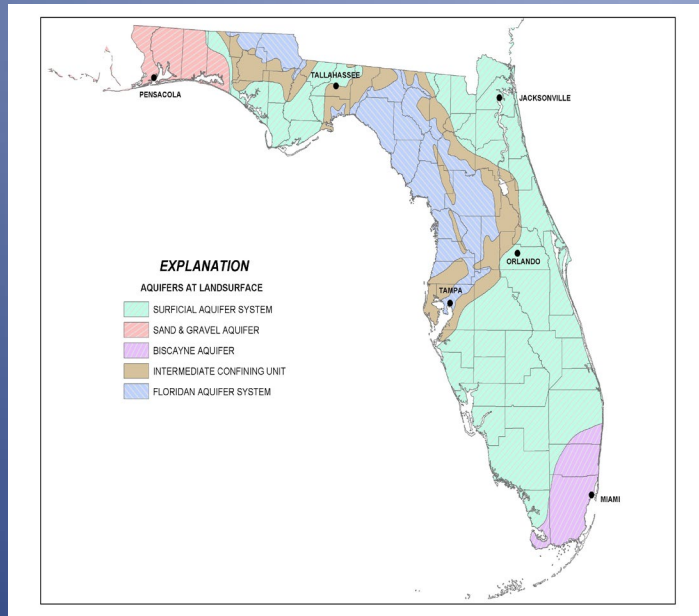 TALLAHASSEE
PENSACOLA
JACKSONVILLE
ORLANDO
TAMPA
MIAMI
EXPLANATION
AQUIFERS AT LANDSURFACE
SURFICIAL AQUIFER SYSTEM
SAND & GRAVEL AQUIFER
BISCAYNE AQUIFER
INTERMEDIATE CONFINING UNIT
FLORIDAN AQUIFER SYSTEM